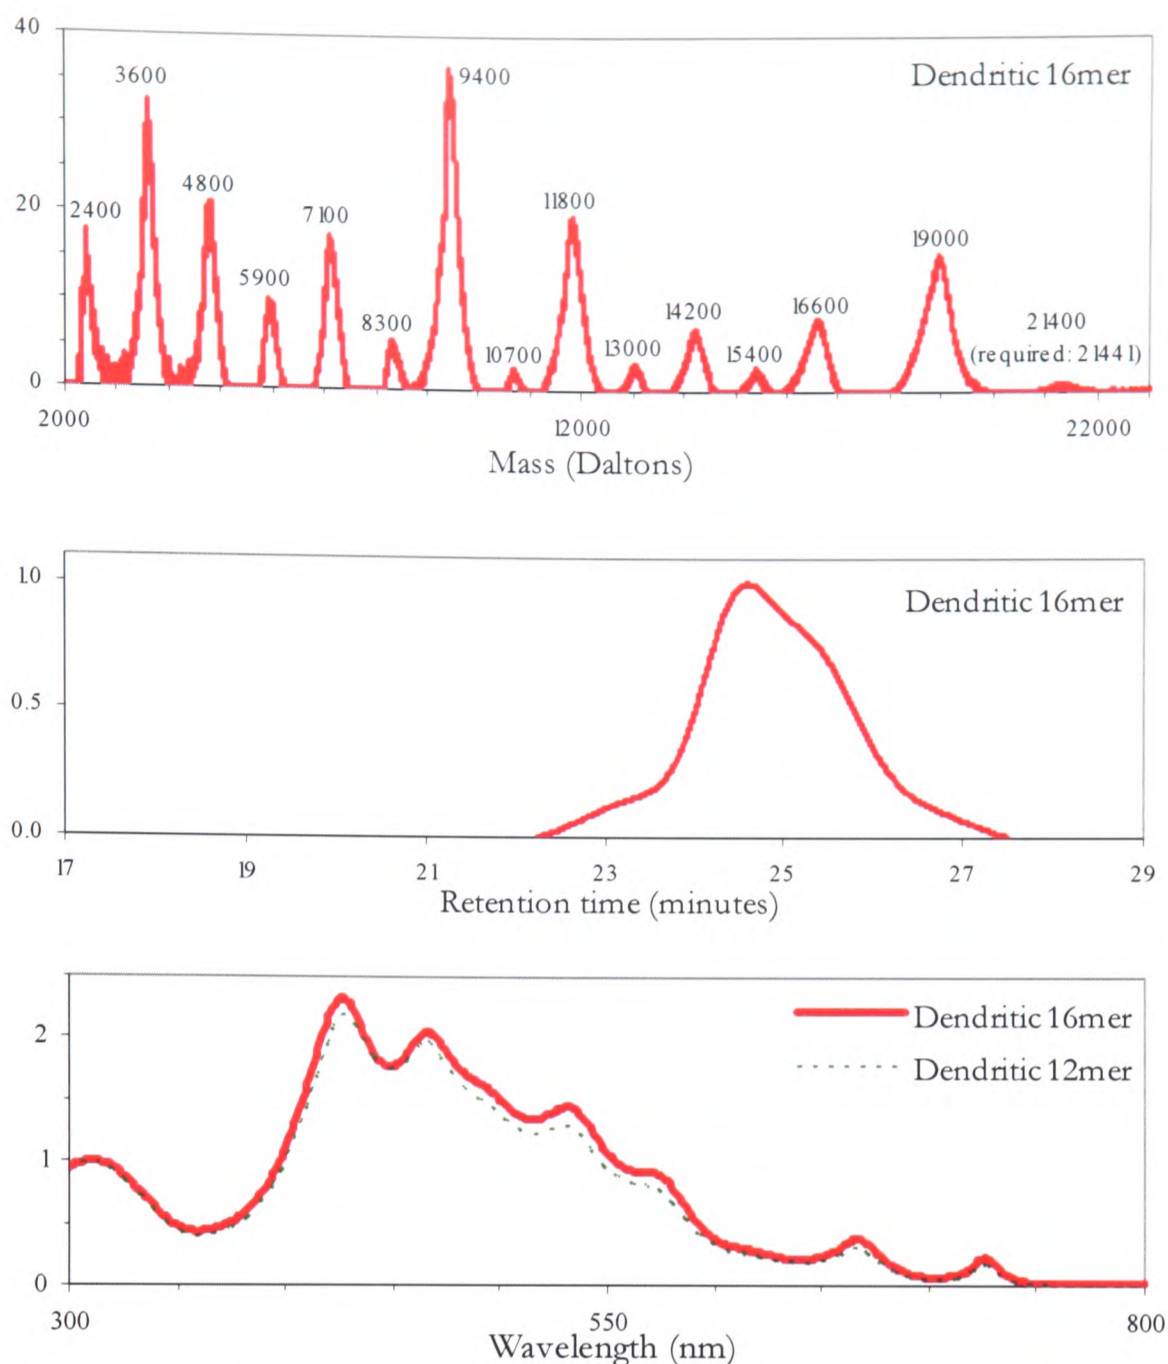 40
20
0
Dendritic 16mer
2400
3600
4800
5900
7100
8300
9400
10700
11800
13000
14200
15400
16600
19000
21400
(required: 21441)
2000 12000 22000
Mass (Daltons)
1.0
0.5
0.0
Dendritic 16mer
17 19 21 23 25 27 29
Retention time (minutes)
2
1
0
Dendritic 16mer
Dendritic 12mer
300 550 800
Wavelength (nm)